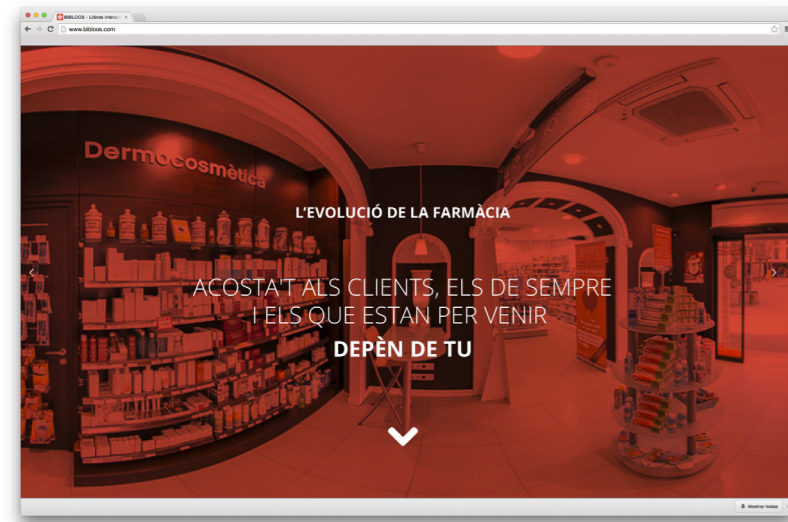 BIBLOOS - Llibres interac
www.bibloos.com
Dermocosmètica
L'EVOLUCIÓ DE LA FARMÀCIA
ACOSTA'T ALS CLIENTS, ELS DE SEMPRE
I ELS QUE ESTAN PER VENIR
DEPÈN DE TU
Mostrar todas